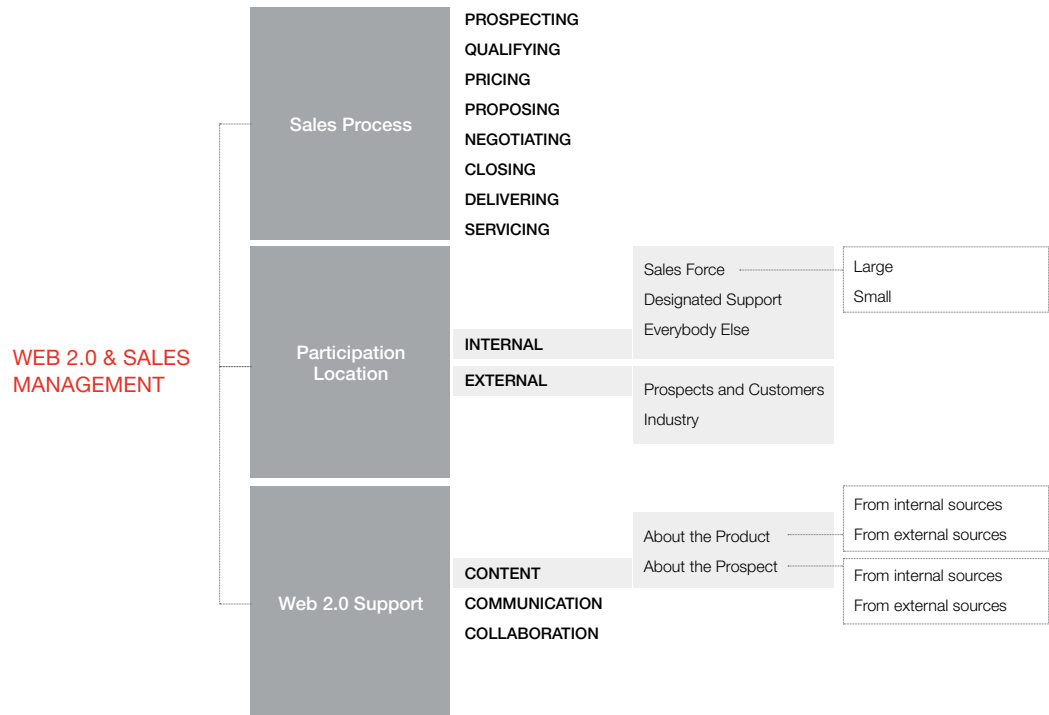 WEB 2.0 & SALES
MANAGEMENT
Sales Process
PROSPECTING
QUALIFYING
PRICING
PROPOSING
NEGOTIATING
CLOSING
DELIVERING
SERVICING
Participation
Location
INTERNAL
Sales Force
Designated Support
Everybody Else
Large
Small
EXTERNAL
Prospects and Customers
Industry
Web 2.0 Support
CONTENT
About the Product
About the Prospect
From internal sources
From external sources
From internal sources
From external sources
COMMUNICATION
COLLABORATION